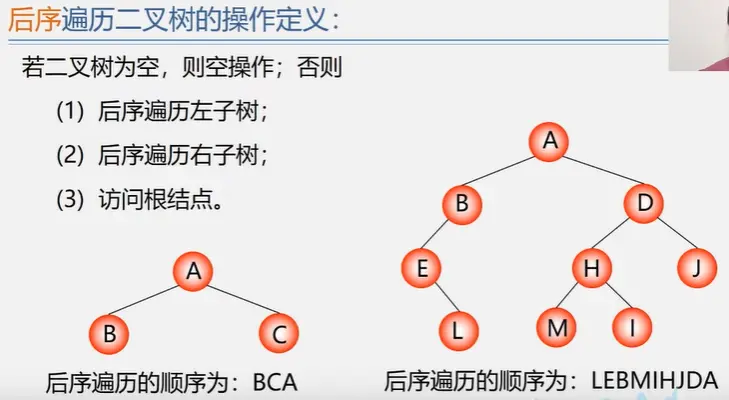 后序遍历二叉树的操作定义：
若二叉树为空，则空操作；否则
(1) 后序遍历左子树；
(2) 后序遍历右子树；
(3) 访问根结点。
A
B
C
后序遍历的顺序为：BCA
A
B
D
E
H
J
L
M
I
后序遍历的顺序为：LEBMIHJDA